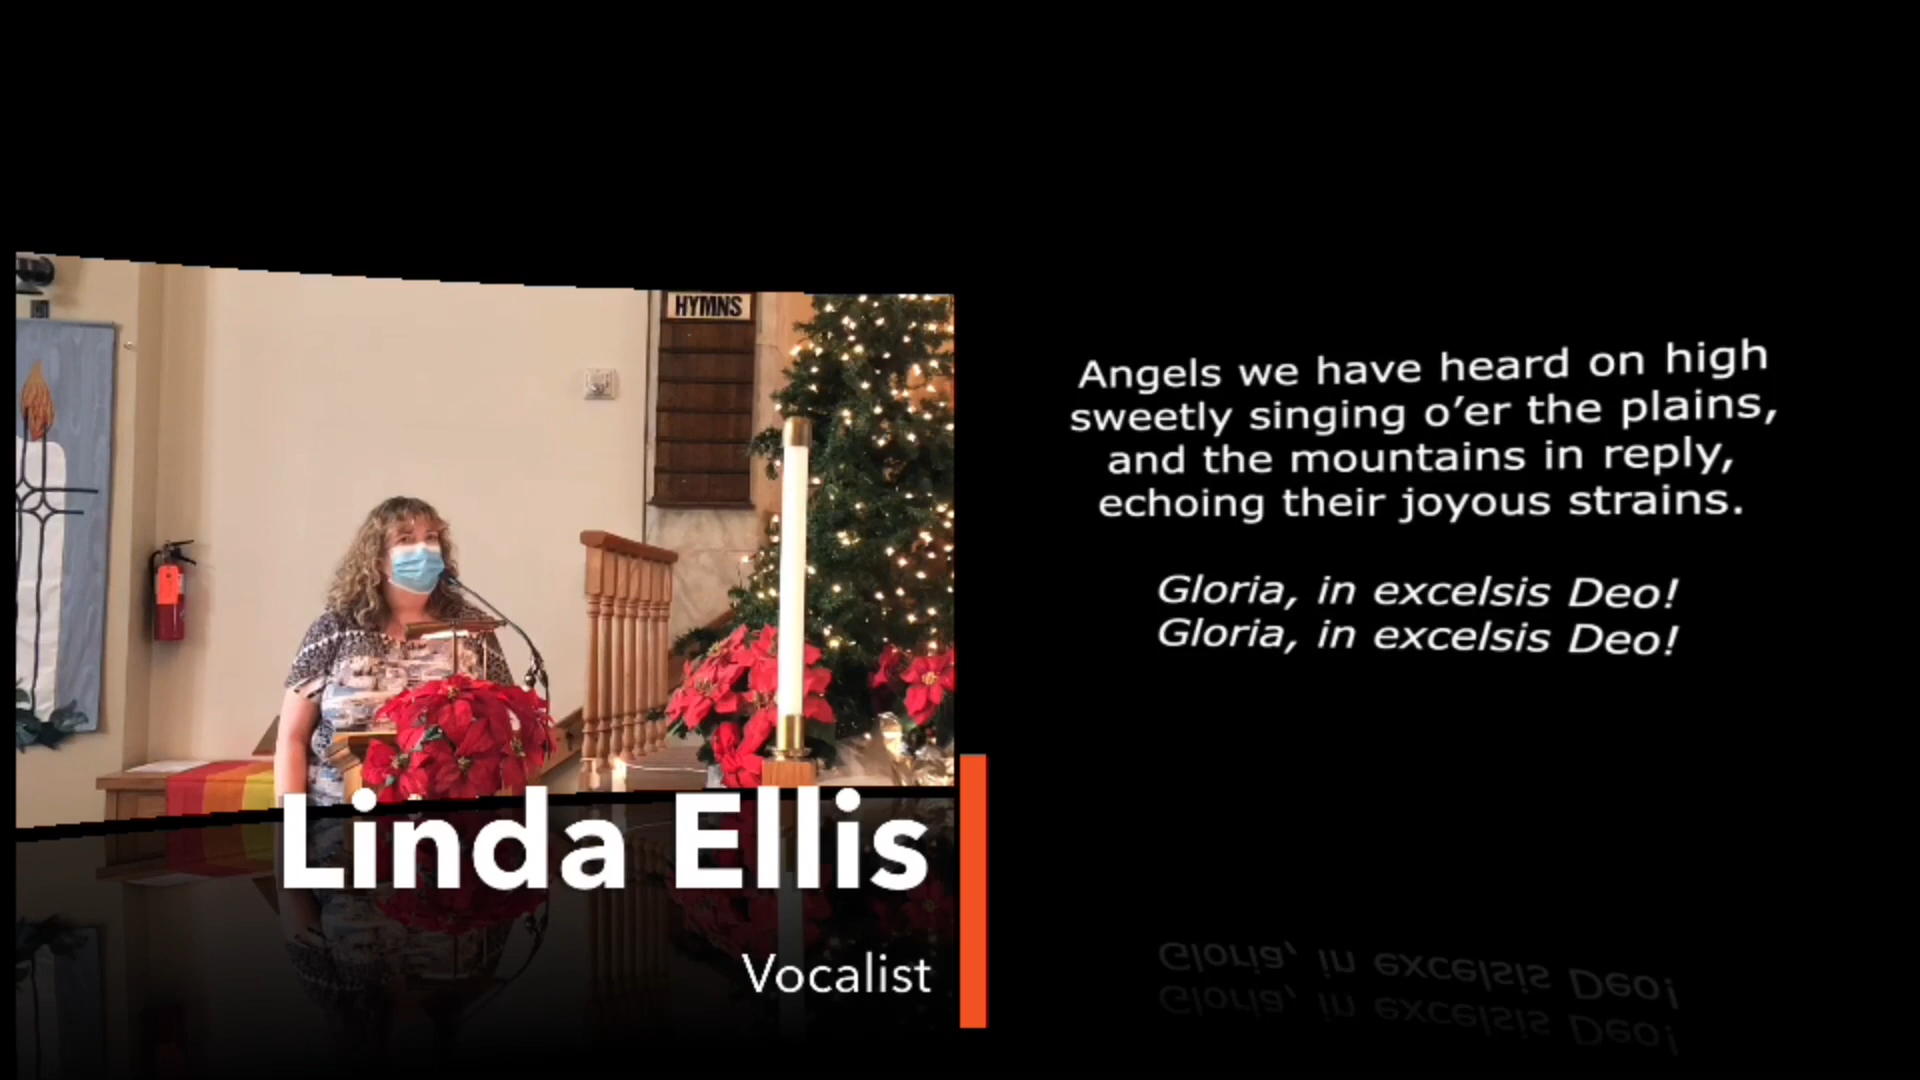 HYMNS
Linda Ellis
Vocalist
Angels we have heard on high
sweetly singing o’er the plains,
and the mountains in reply,
echoing their joyous strains.
Gloria, in excelsis Deo!
Gloria, in excelsis Deo!